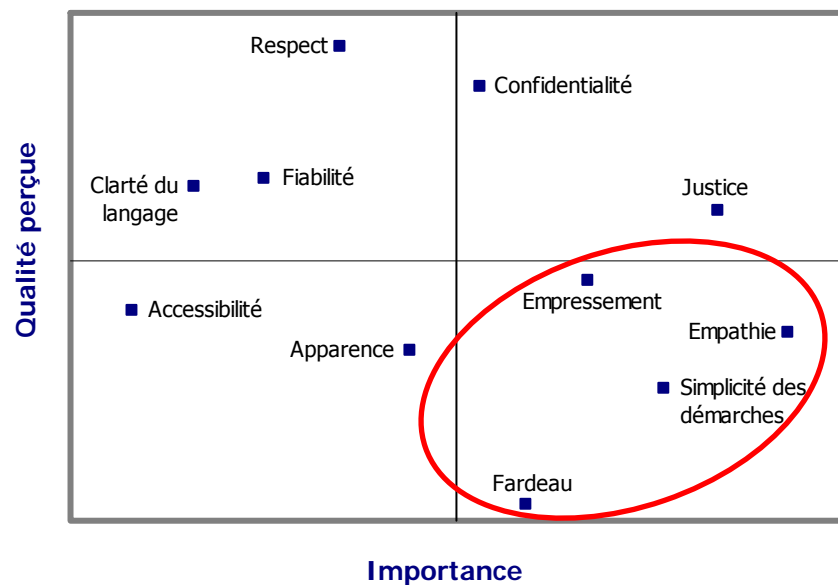 Respect
Confidentialité
Clarté du
langage
Fiabilité
Justice
Qualité perçue
Accessibilité
Empressement
Apparence
Empathie
Simplicité des
démarches
Fardeau
Importance